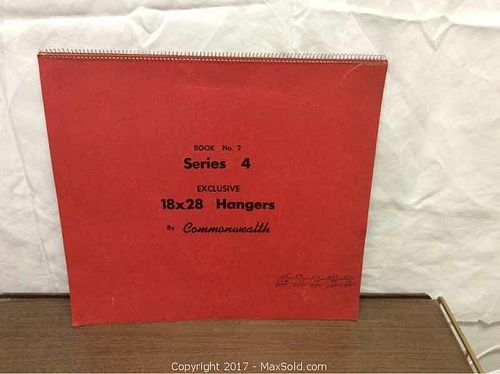 BOOK No. 2
Series 4
EXCLUSIVE
18x28 Hangers
By Commonwealth
Copyright 2017 - MaxSold.com